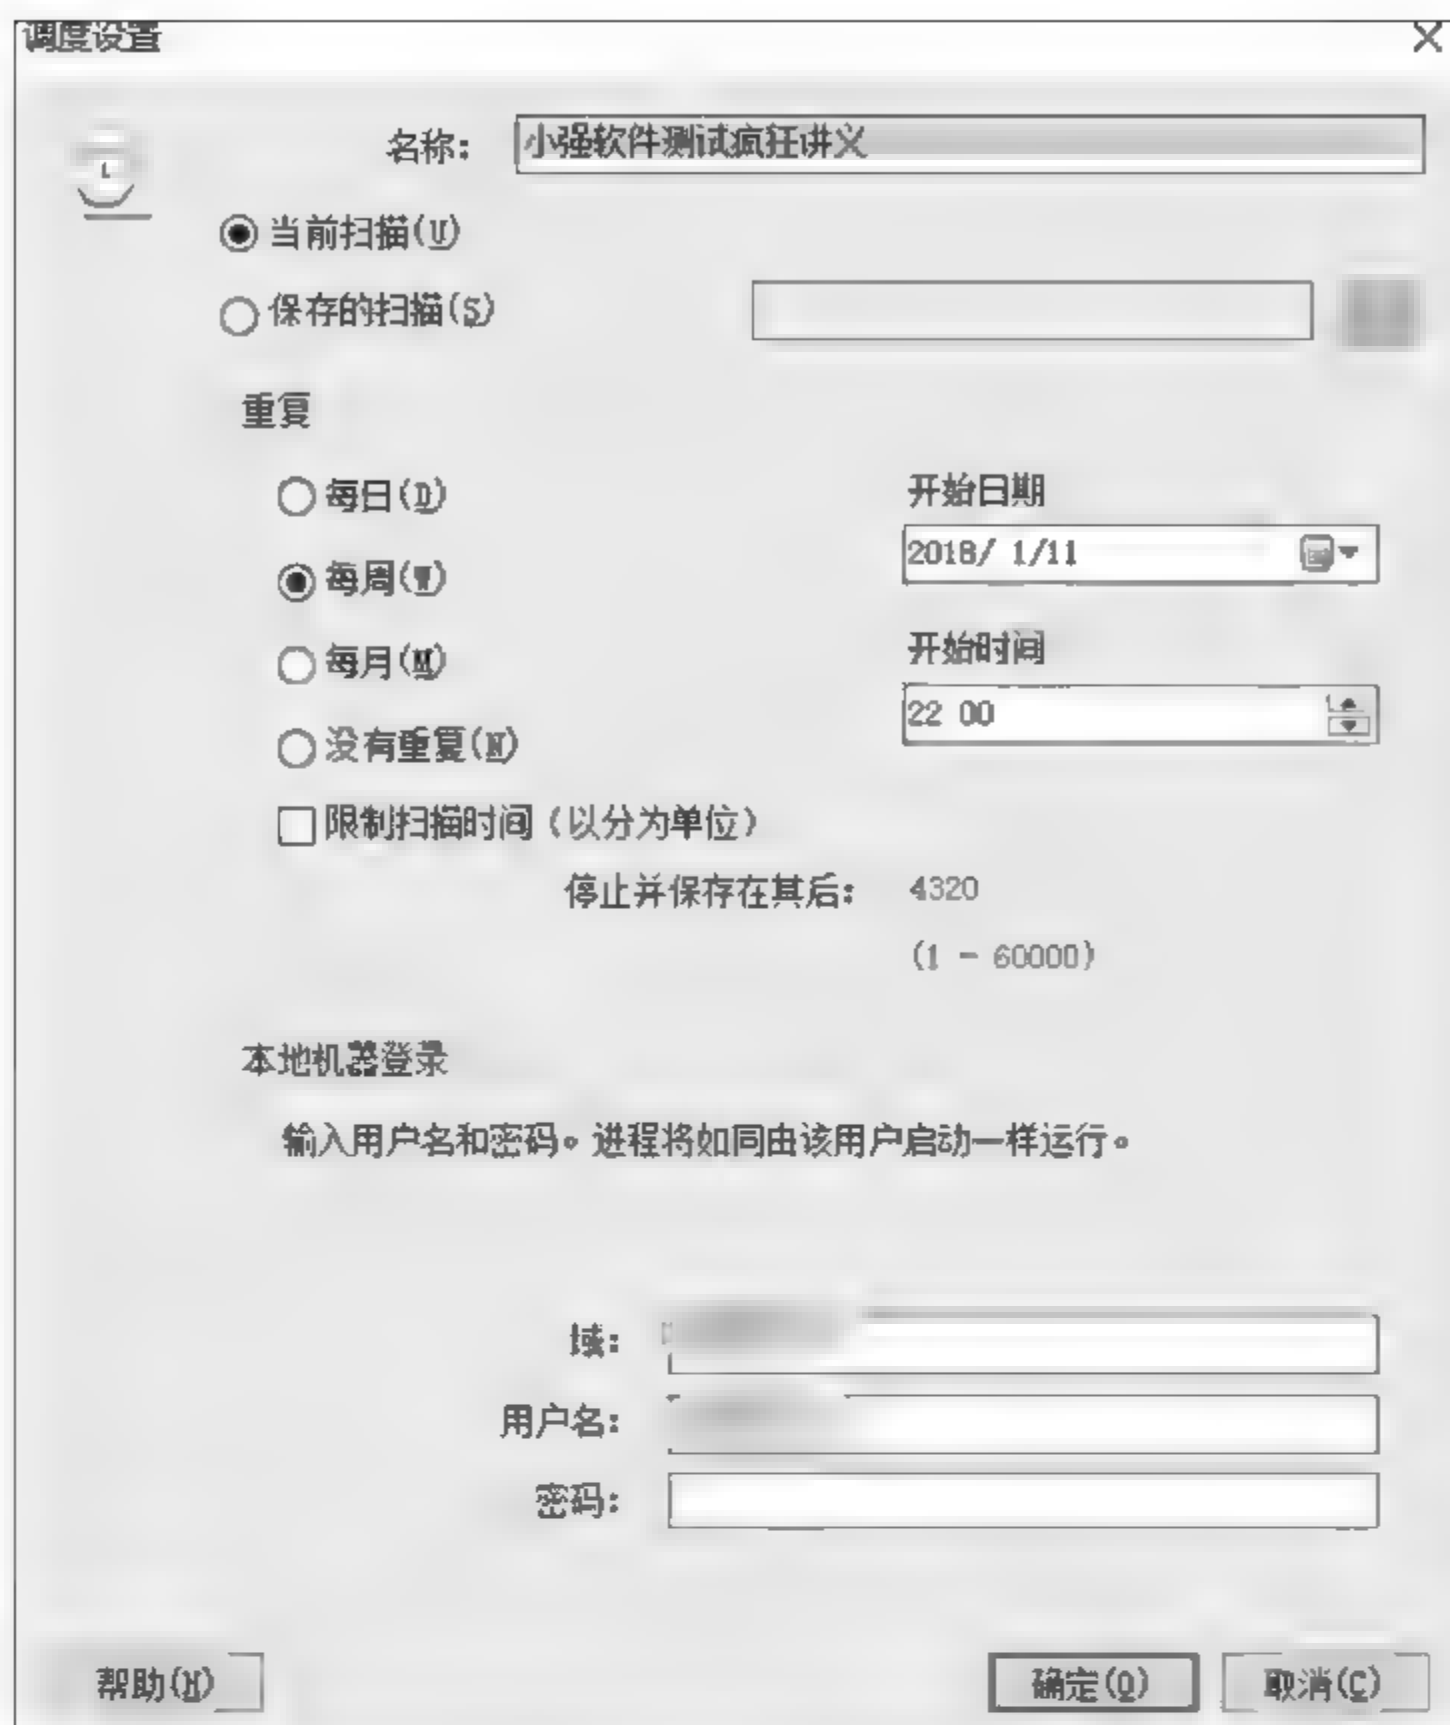 调度设置
名称: 小强软件测试疯狂讲义
当前扫描(U)
保存的扫描(S)
重复
每日(D)
开始日期
2018/ 1/11
每周(W)
每月(M)
开始时间
22 00
没有重复(N)
限制扫描时间(以分为单位)
停止并保存在其后: 4320
(1 - 60000)
本地机器登录
输入用户名和密码。进程将如同由该用户启动一样运行。
域:
用户名:
密码:
帮助(H) 确定(O) 取消(C)